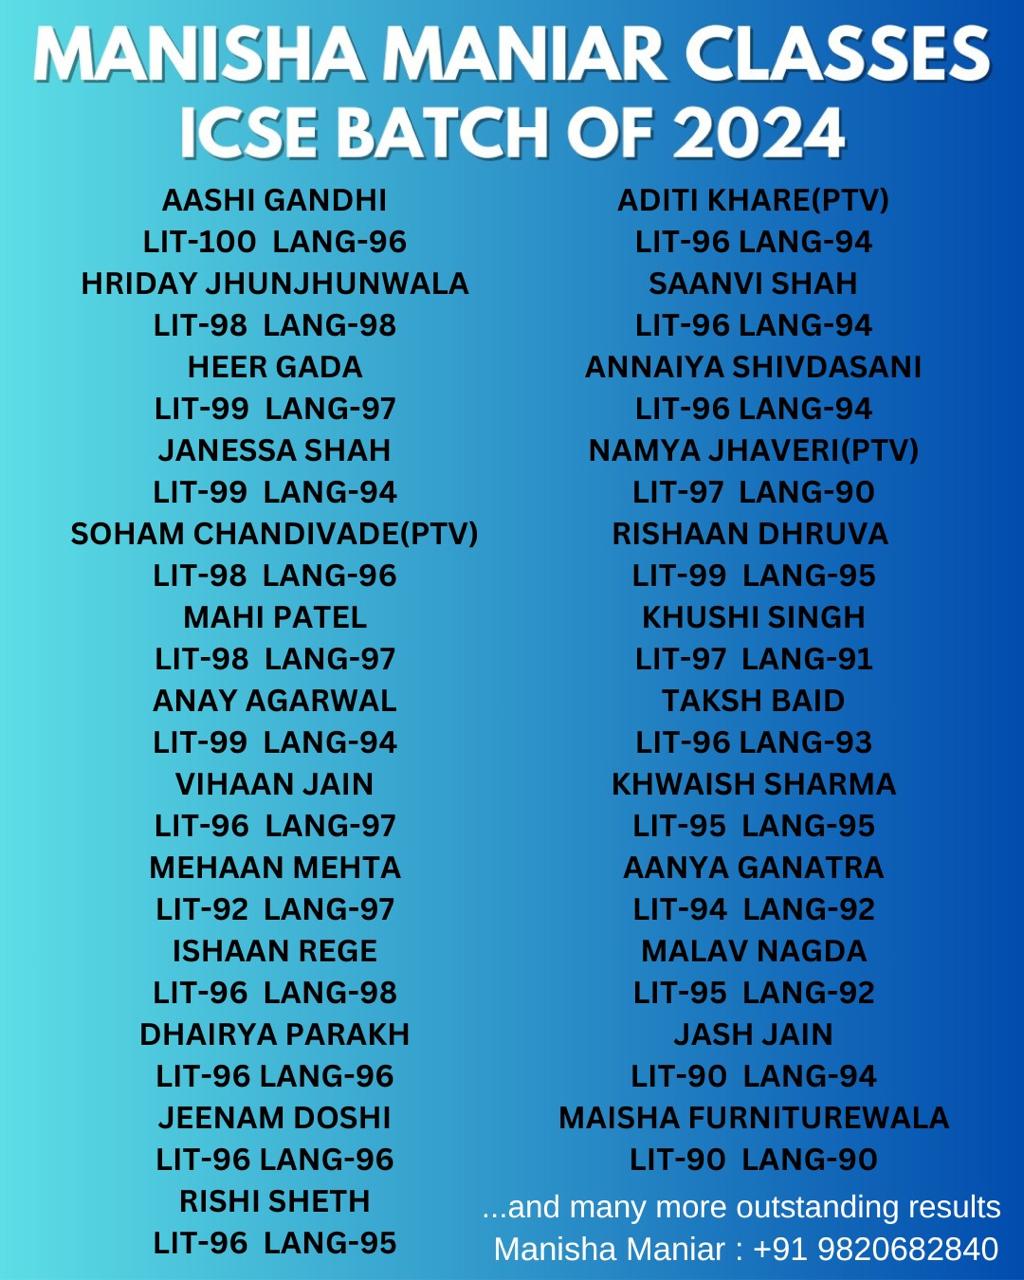 MANISHA MANIAR CLASSES
ICSE BATCH OF 2024
AASHI GANDHI
LIT-100 LANG-96
HRIDAY JHUNJHUNWALA
LIT-98 LANG-98
HEER GADA
LIT-99 LANG-97
JANESSA SHAH
LIT-99 LANG-94
SOHAM CHANDIVADE(PTV)
LIT-98 LANG-96
MAHI PATEL
LIT-98 LANG-97
ANAY AGARWAL
LIT-99 LANG-94
VIHAAN JAIN
LIT-96 LANG-97
MEHAAN MEHTA
LIT-92 LANG-97
ISHAAN REGE
LIT-96 LANG-98
DHAIRYA PARAKH
LIT-96 LANG-96
JEENAM DOSHI
LIT-96 LANG-96
RISHI SHETH
LIT-96 LANG-95
ADITI KHARE(PTV)
LIT-96 LANG-94
SAANVI SHAH
LIT-96 LANG-94
ANNAIYA SHIVDASANI
LIT-96 LANG-94
NAMYA JHAVERI(PTV)
LIT-97 LANG-90
RISHAAN DHRUVA
LIT-99 LANG-95
KHUSHI SINGH
LIT-97 LANG-91
TAKSH BAID
LIT-96 LANG-93
KHWAISH SHARMA
LIT-95 LANG-95
AANYA GANATRA
LIT-94 LANG-92
MALAV NAGDA
LIT-95 LANG-92
JASH JAIN
LIT-90 LANG-94
MAISHA FURNITUREWALA
LIT-90 LANG-90
...and many more outstanding results
Manisha Maniar : +91 9820682840